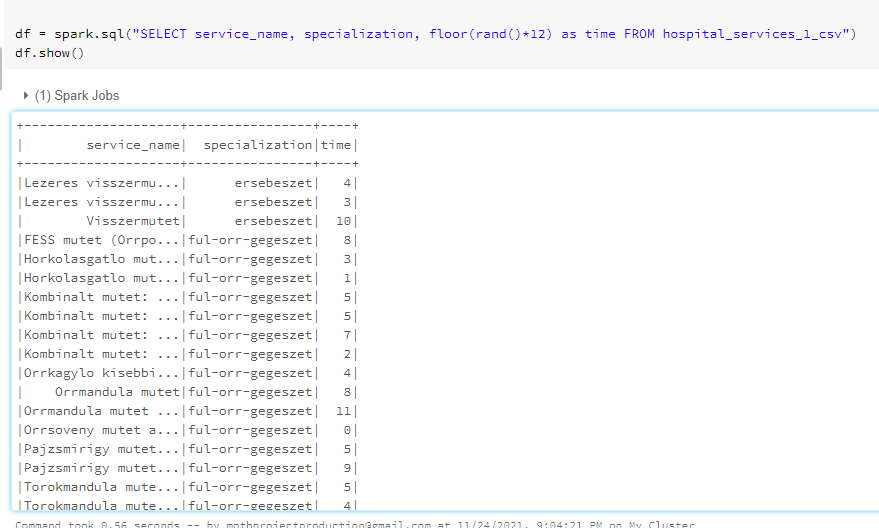 df = spark.sql("SELECT service_name, specialization, floor(rand()*12) as time FROM hospital_services_1_csv")
df.show()
(1) Spark Jobs
+--------------------+----------------+----+
|        service_name|  specialization|time|
+--------------------+----------------+----+
|Lezeres visszermu...|      ersebeszet|   4|
|Lezeres visszermu...|      ersebeszet|   3|
|        Visszermutet|      ersebeszet|  10|
|FESS mutet (Orrpo...|ful-orr-gegeszet|   8|
|Horkolasgatlo mut...|ful-orr-gegeszet|   3|
|Horkolasgatlo mut...|ful-orr-gegeszet|   1|
|Kombinalt mutet: ...|ful-orr-gegeszet|   5|
|Kombinalt mutet: ...|ful-orr-gegeszet|   5|
|Kombinalt mutet: ...|ful-orr-gegeszet|   7|
|Kombinalt mutet: ...|ful-orr-gegeszet|   2|
|Orrkagylo kisebbi...|ful-orr-gegeszet|   4|
|    Orrmandula mutet|ful-orr-gegeszet|   8|
|Orrmandula mutet ...|ful-orr-gegeszet|  11|
|Orrsoveny mutet a...|ful-orr-gegeszet|   0|
|Pajzsmirigy mutet...|ful-orr-gegeszet|   5|
|Pajzsmirigy mutet...|ful-orr-gegeszet|   9|
|Torokmandula mute...|ful-orr-gegeszet|   5|
|Torokmandula mute...|ful-orr-gegeszet|   4|
Command took 0.56 seconds -- by mothprojectproduction@gmail.com at 11/24/2021, 9:04:21 PM on My Cluster